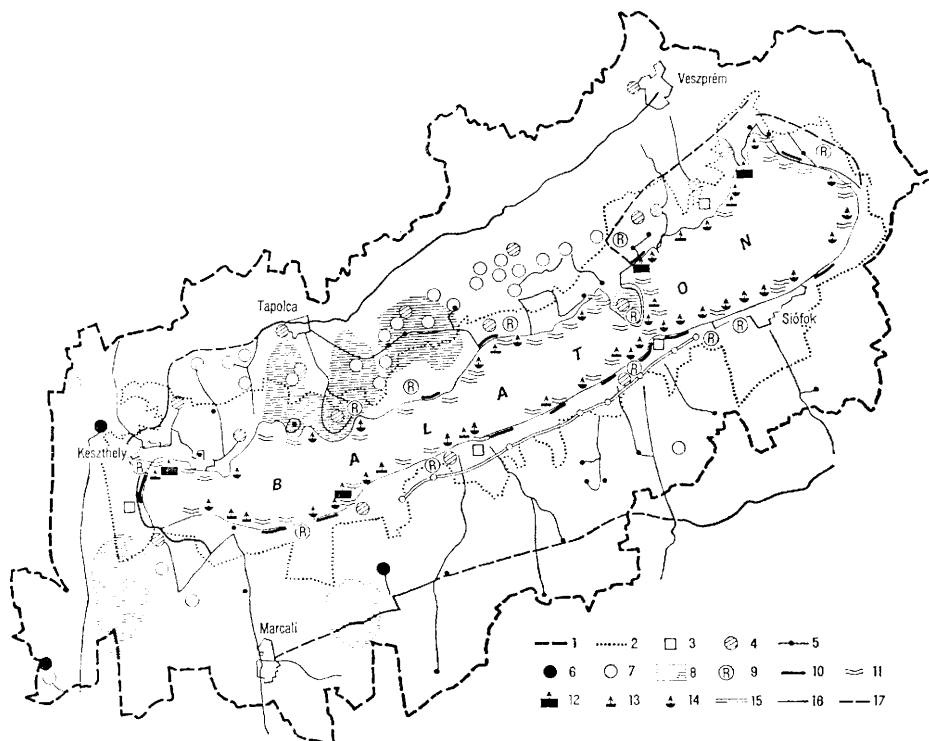 Veszprém
Tapolca
Siófok
Keszthely
Marcali
B A L A T O N
R R R R R R R R R R R R
1 2 3 4 5
6 7 8 R 9 10 11
12 13 14 15 16 17